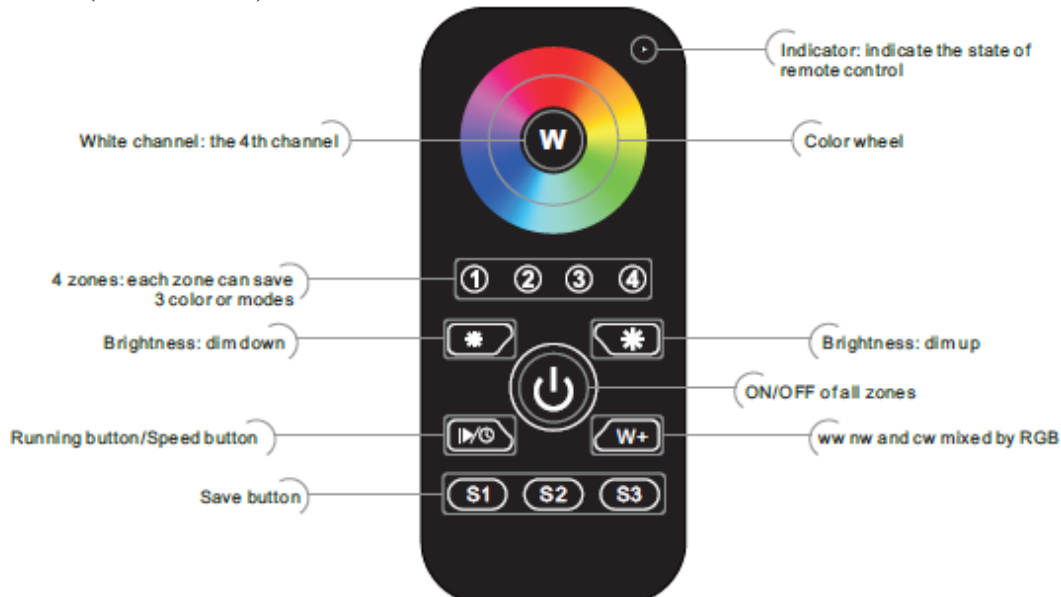 Indicator: indicate the state of
remote control
White channel: the 4th channel
W
Color wheel
4 zones: each zone can save
3 color or modes
1 2 3 4
Brightness: dim down
Brightness: dim up
ON/OFF of all zones
Running button/Speed button
W+
ww nw and cw mixed by RGB
Save button
S1 S2 S3